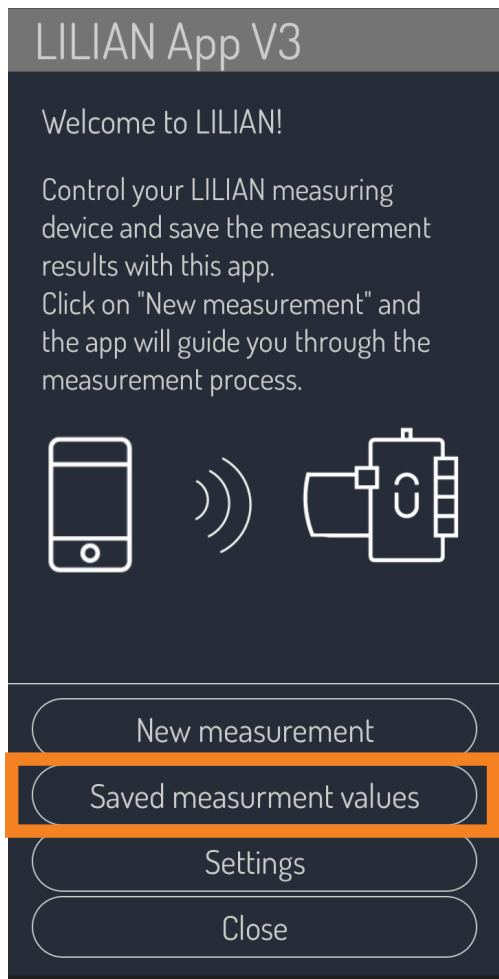 LILIAN App V3
Welcome to LILIAN!
Control your LILIAN measuring
device and save the measurement
results with this app.
Click on "New measurement" and
the app will guide you through the
measurement process.
New measurement
Saved measurment values
Settings
Close